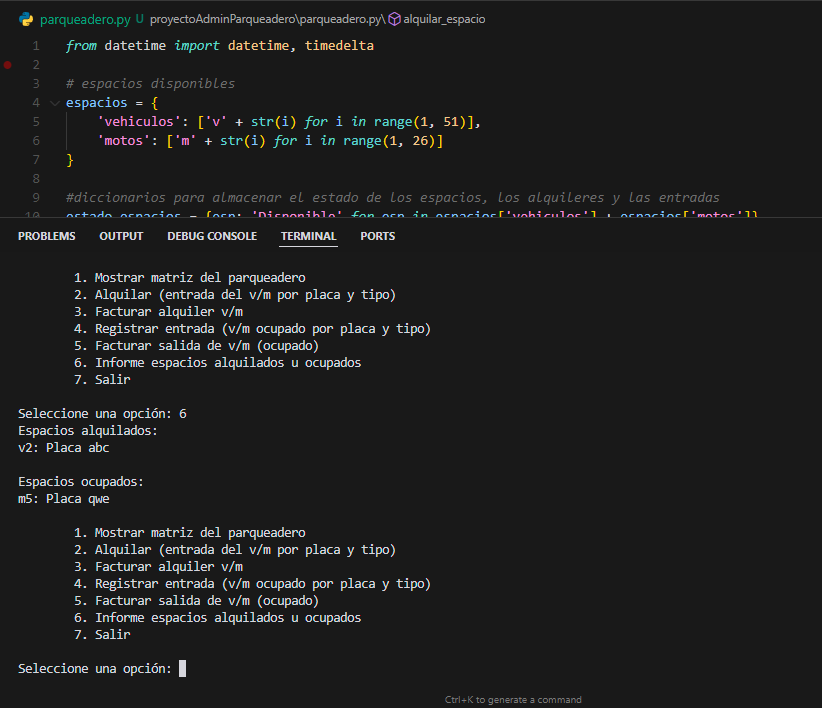 parqueadero.py U proyectoAdminParqueadero\parqueadero.py\ alquilar_espacio
1 from datetime import datetime, timedelta
2
3 # espacios disponibles
4 espacios = {
5 'vehiculos': ['v' + str(i) for i in range(1, 51)],
6 'motos': ['m' + str(i) for i in range(1, 26)]
7 }
8
9 #diccionarios para almacenar el estado de los espacios, los alquileres y las entradas
10 estado_espacios = {esp: 'Disponible' for esp in espacios['vehiculos'] + espacios['motos']}
PROBLEMS OUTPUT DEBUG CONSOLE TERMINAL PORTS
1. Mostrar matriz del parqueadero
2. Alquilar (entrada del v/m por placa y tipo)
3. Facturar alquiler v/m
4. Registrar entrada (v/m ocupado por placa y tipo)
5. Facturar salida de v/m (ocupado)
6. Informe espacios alquilados u ocupados
7. Salir
Seleccione una opción: 6
Espacios alquilados:
v2: Placa abc
Espacios ocupados:
m5: Placa qwe
1. Mostrar matriz del parqueadero
2. Alquilar (entrada del v/m por placa y tipo)
3. Facturar alquiler v/m
4. Registrar entrada (v/m ocupado por placa y tipo)
5. Facturar salida de v/m (ocupado)
6. Informe espacios alquilados u ocupados
7. Salir
Seleccione una opción:
Ctrl+K to generate a command